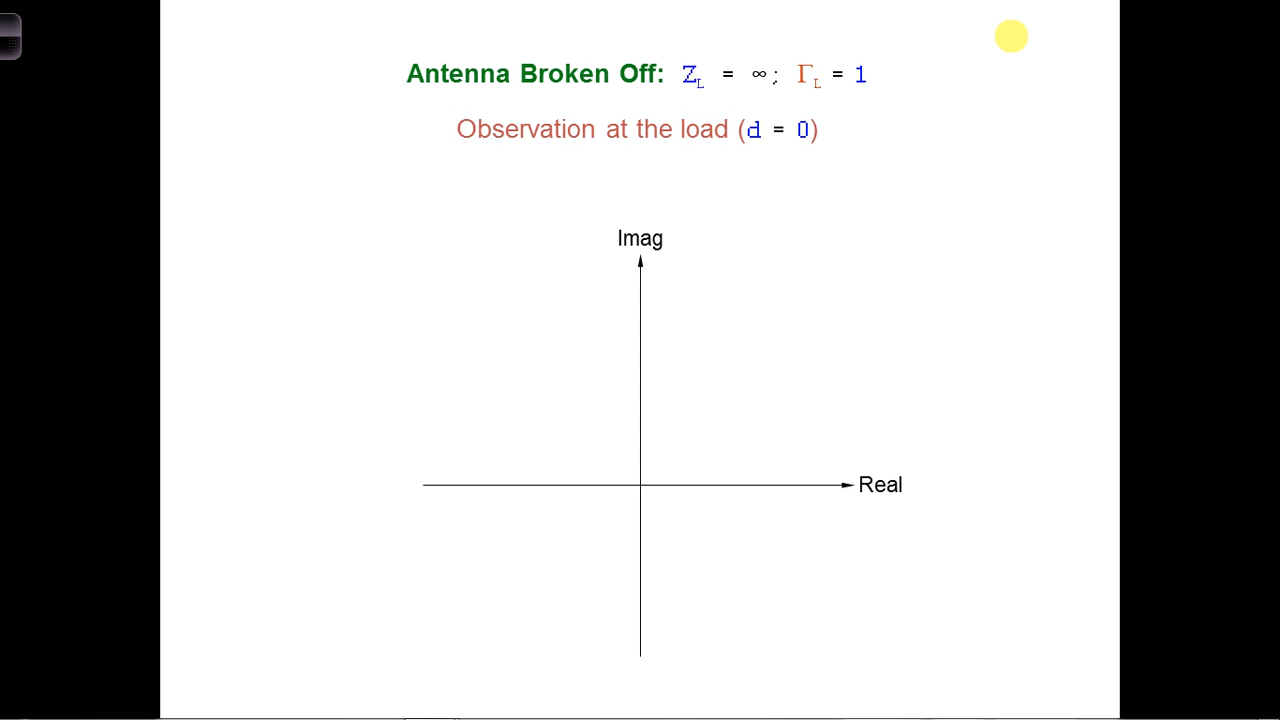 Antenna Broken Off: Z_L = ∞; Γ_L = 1
Observation at the load (d = 0)
Imag
Real